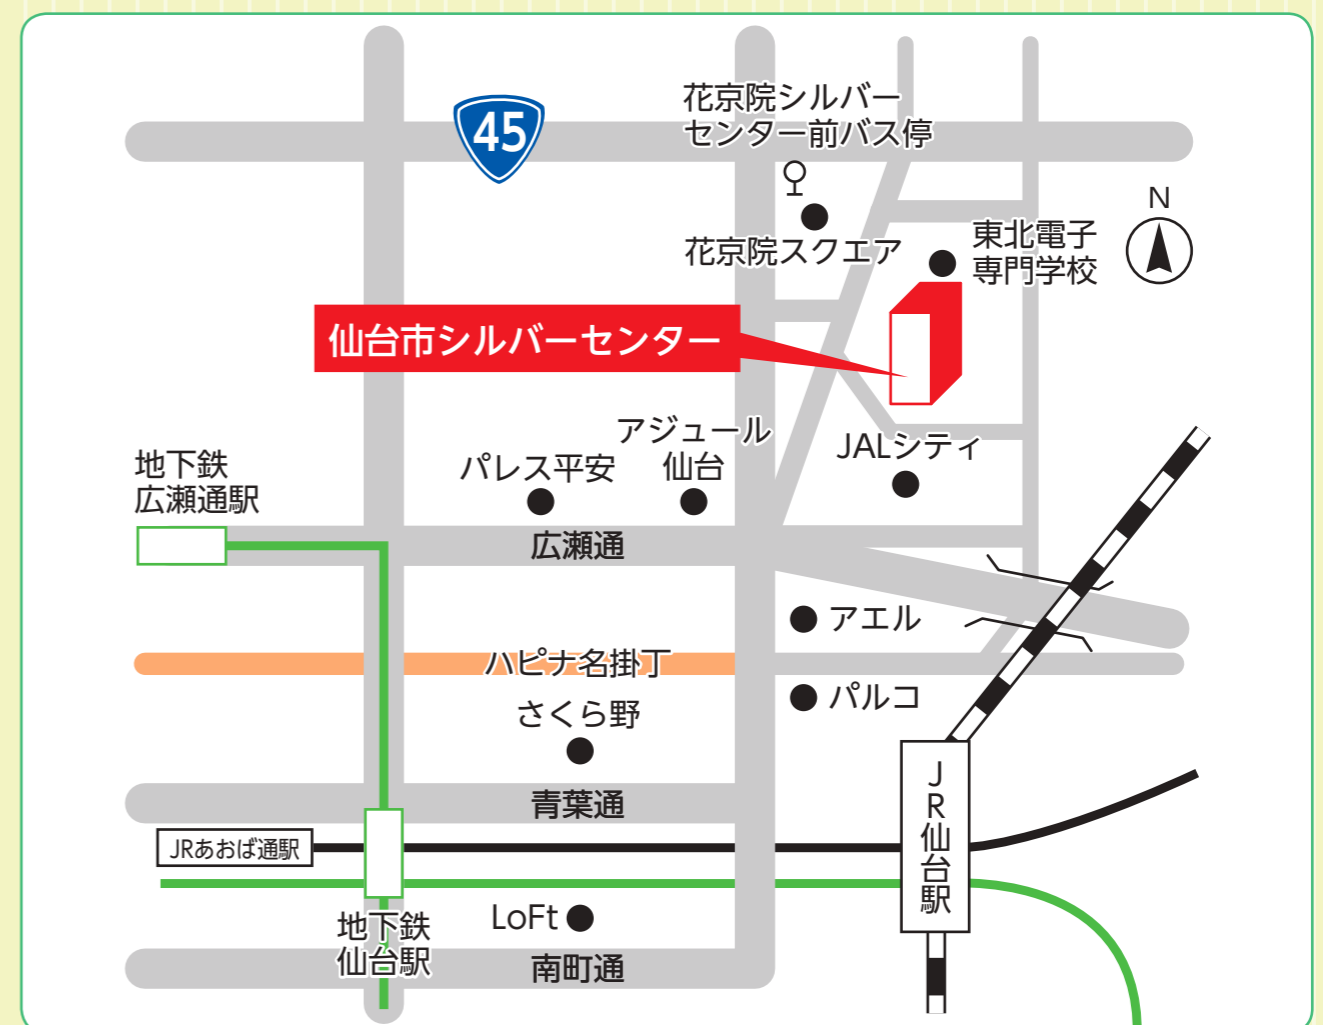 45
花京院シルバー
センター前バス停
N
花京院スクエア
東北電子
専門学校
仙台市シルバーセンター
アジュール
仙台
パレス平安
JALシティ
地下鉄
広瀬通駅
広瀬通
アエル
ハピナ名掛丁
パルコ
さくら野
青葉通
JR仙台駅
JRあおば通駅
地下鉄
仙台駅
LoFt
南町通